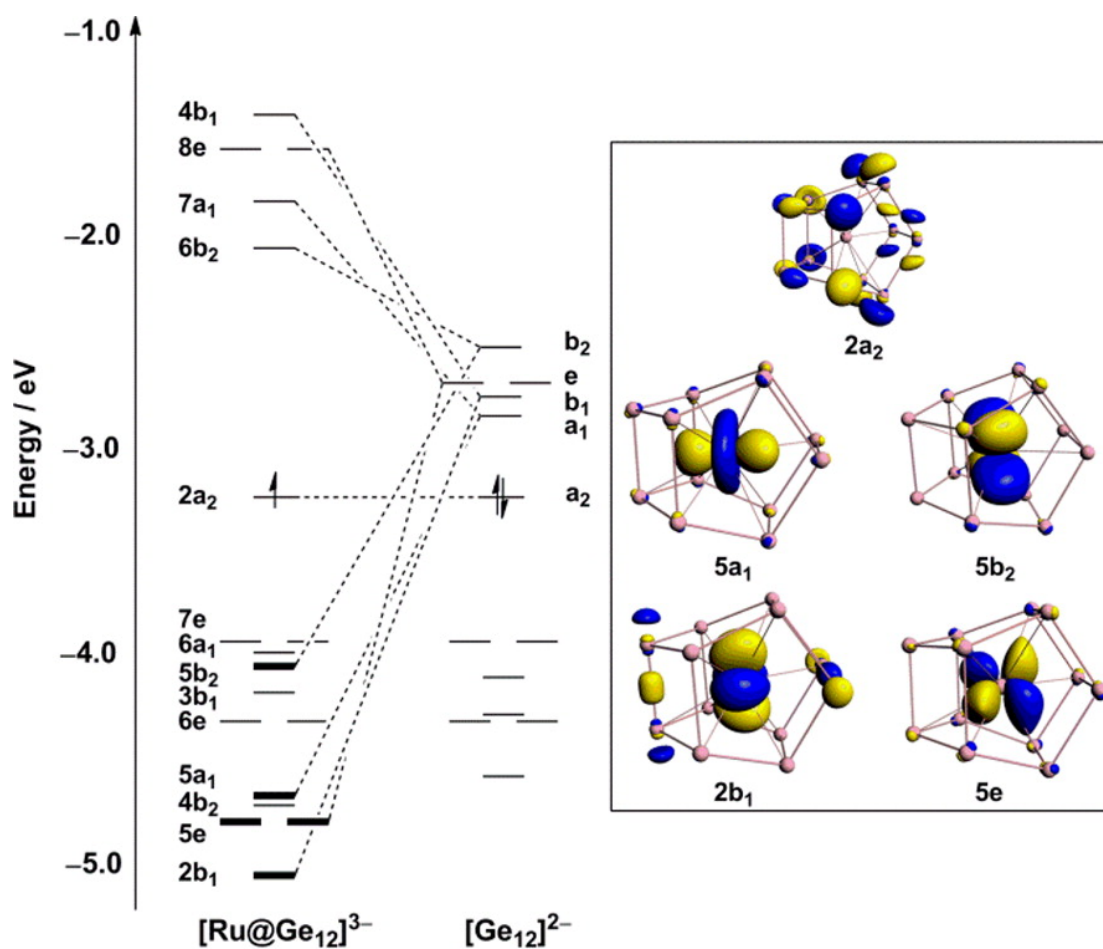 Energy / eV
–1.0
–2.0
–3.0
–4.0
–5.0
4b₁
8e
7a₁
6b₂
2a₂
7e
6a₁
5b₂
3b₁
6e
5a₁
4b₂
5e
2b₁
[Ru@Ge₁₂]³⁻
b₂
e
b₁
a₁
a₂
[Ge₁₂]²⁻
2a₂
5a₁ 5b₂
2b₁ 5e